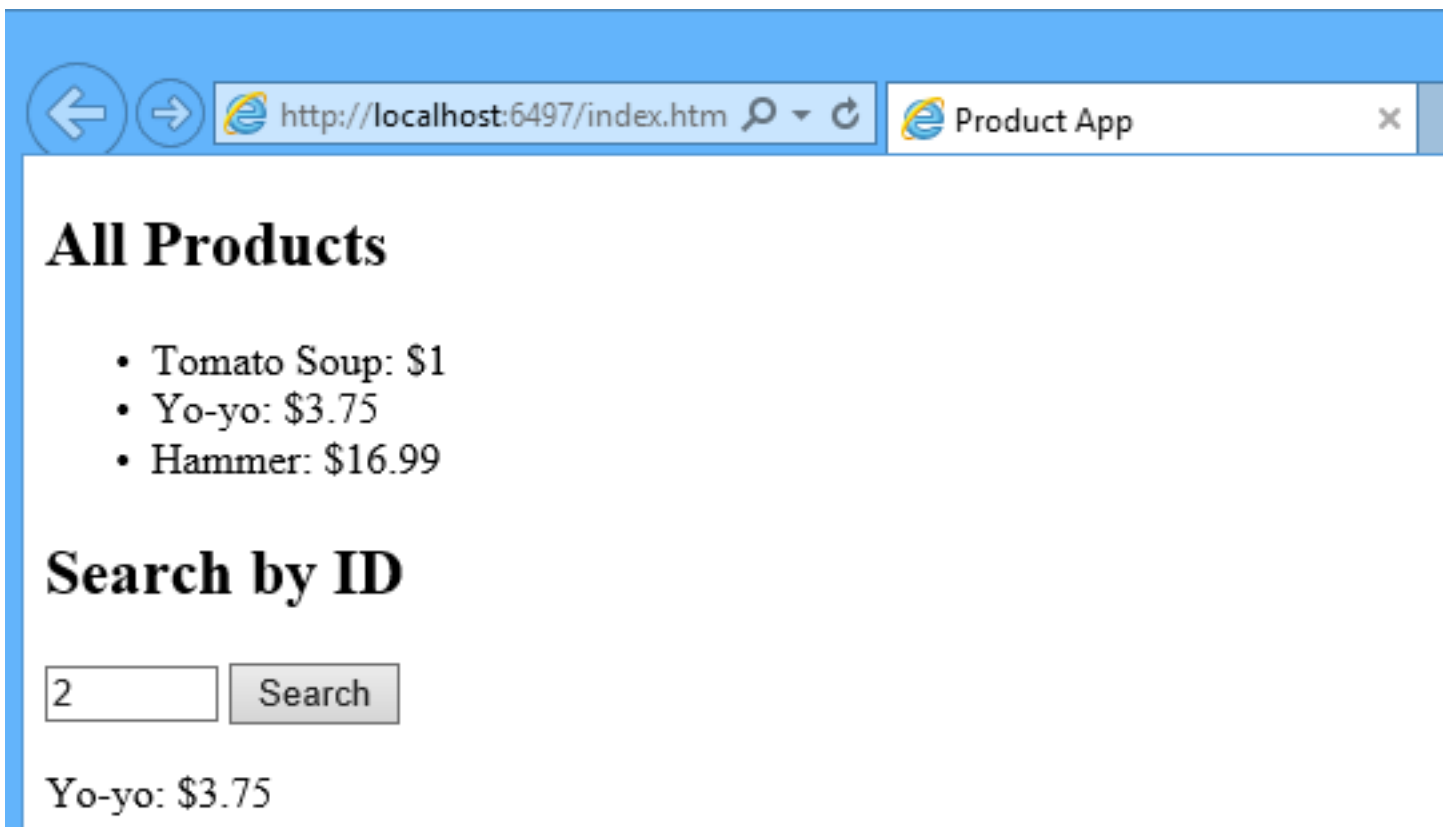 http://localhost:6497/index.htm
Product App
All Products
• Tomato Soup: $1
• Yo-yo: $3.75
• Hammer: $16.99
Search by ID
2 Search
Yo-yo: $3.75